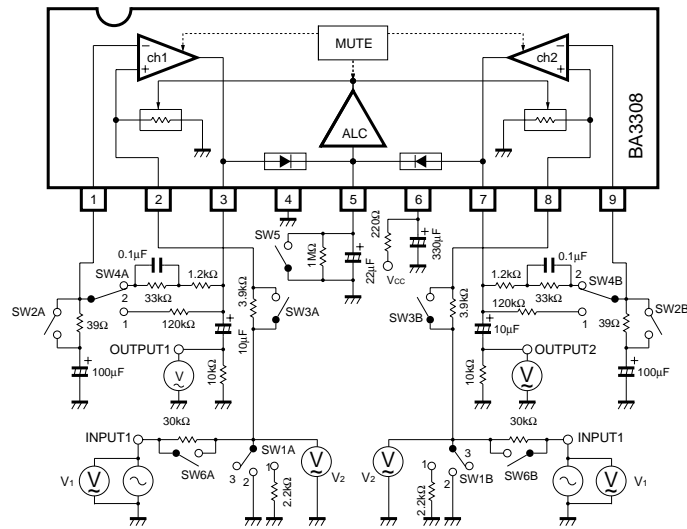 MUTE
ch1
ch2
ALC
BA3308
1
2
3
4
5
6
7
8
9
0.1µF
SW4A
2
1
33kΩ
1.2kΩ
120kΩ
SW2A
39Ω
100µF
10µF
OUTPUT1
V
10kΩ
3.9kΩ
SW3A
SW5
1MΩ
22µF
220Ω
VCC
330µF
SW3B
3.9kΩ
0.1µF
1.2kΩ
33kΩ
2
SW4B
120kΩ
1
10µF
OUTPUT2
V
10kΩ
39Ω
SW2B
100µF
30kΩ
INPUT1
SW6A
V1
V
SW1A
3
2
1
2.2kΩ
V
V2
V2
V
1
2.2kΩ
2
3
SW1B
30kΩ
SW6B
INPUT1
V
V1